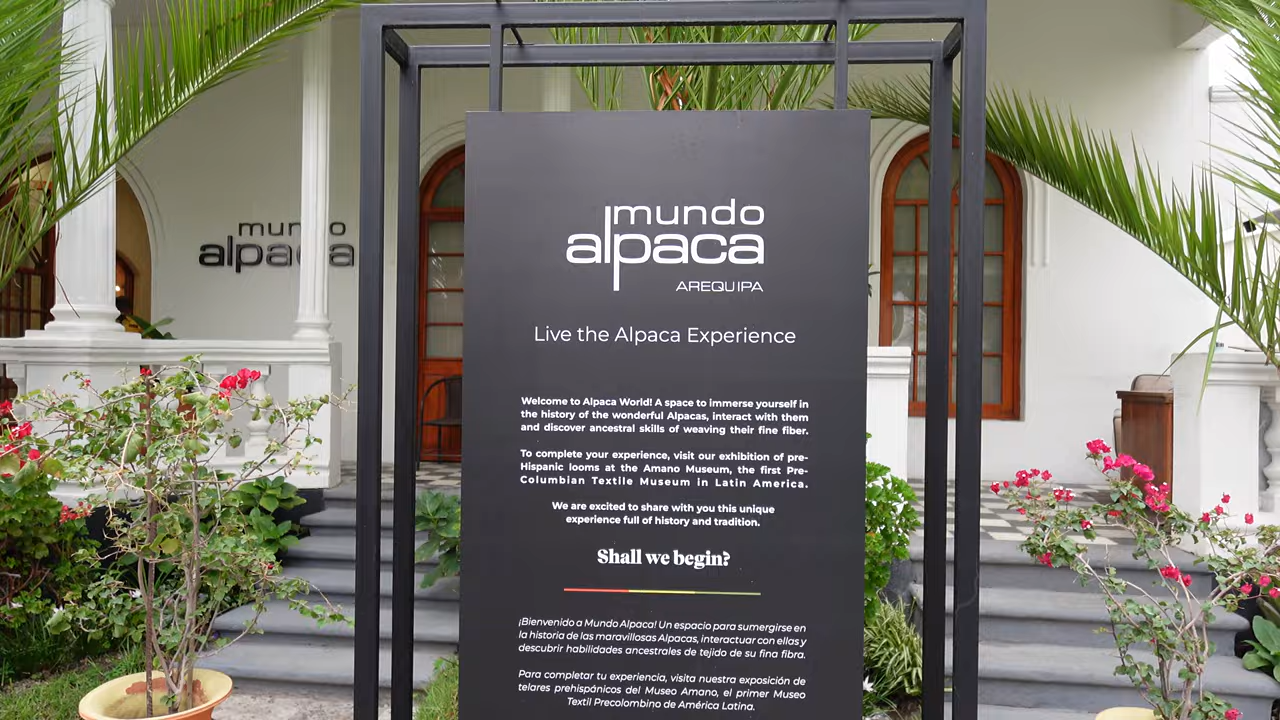 mundo
alpaca
mundo
alpaca
AREQUIPA
Live the Alpaca Experience
Welcome to Alpaca World! A space to immerse yourself in
the history of the wonderful Alpacas, interact with them
and discover ancestral skills of weaving their fine fiber.
To complete your experience, visit our exhibition of pre-
Hispanic looms at the Amano Museum, the first Pre-
Columbian Textile Museum in Latin America.
We are excited to share with you this unique
experience full of history and tradition.
Shall we begin?
¡Bienvenido a Mundo Alpaca! Un espacio para sumergirse en
la historia de las maravillosas Alpacas, interactuar con ellas y
descubrir habilidades ancestrales de tejido de su fina fibra.
Para completar tu experiencia, visita nuestra exposición de
telares prehispánicos del Museo Amano, el primer Museo
Textil Precolombino de América Latina.